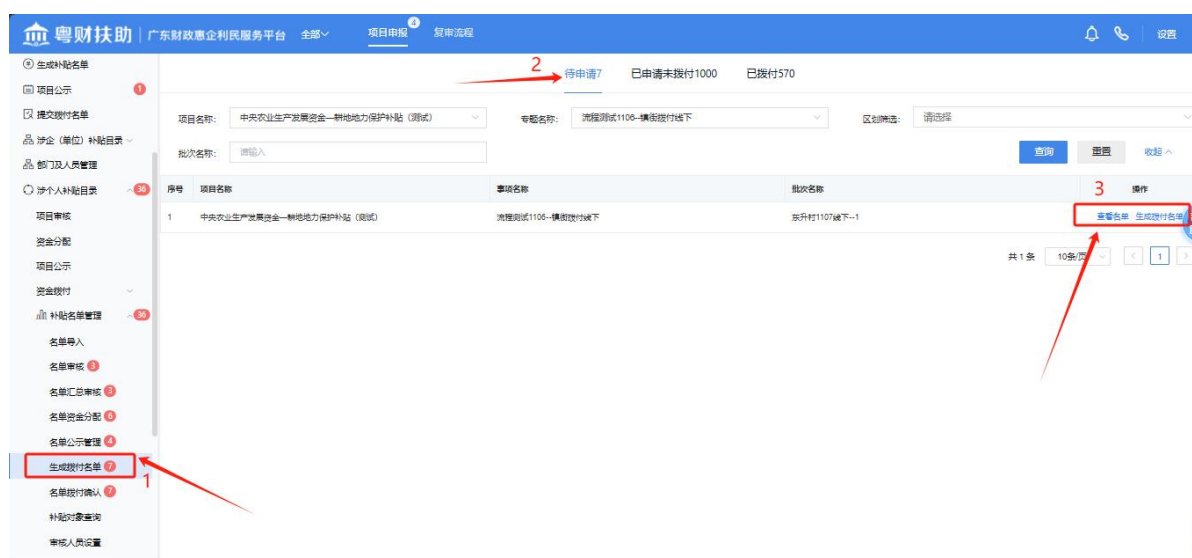 粤财扶助 广东财政惠企利民服务平台 全部 项目申报 4 复审流程 设置
生成补贴名单
项目公示 1
提交拨付名单
涉企（单位）补贴目录
部门及人员管理
涉个人补贴目录 36
项目审核
资金分配
项目公示
资金拨付
补贴名单管理 36
名单导入
名单审核 3
名单汇总审核 3
名单资金分配 6
名单公示管理 4
生成拨付名单 7
1
名单拨付确认 7
补贴对象查询
审核人员设置
2
待申请7 已申请未拨付1000 已拨付570
项目名称: 中央农业生产发展资金—耕地地力保护补贴（测试） 专题名称: 流程测试1106--镇街拨付线下 区划筛选: 请选择
批次名称: 请输入 查询 重置 收起
序号 项目名称 事项名称 批次名称 3 操作
1 中央农业生产发展资金—耕地地力保护补贴（测试） 流程测试1106--镇街拨付线下 东升村1107线下--1 查看名单 生成拨付名单
共 1 条 10条/页 1